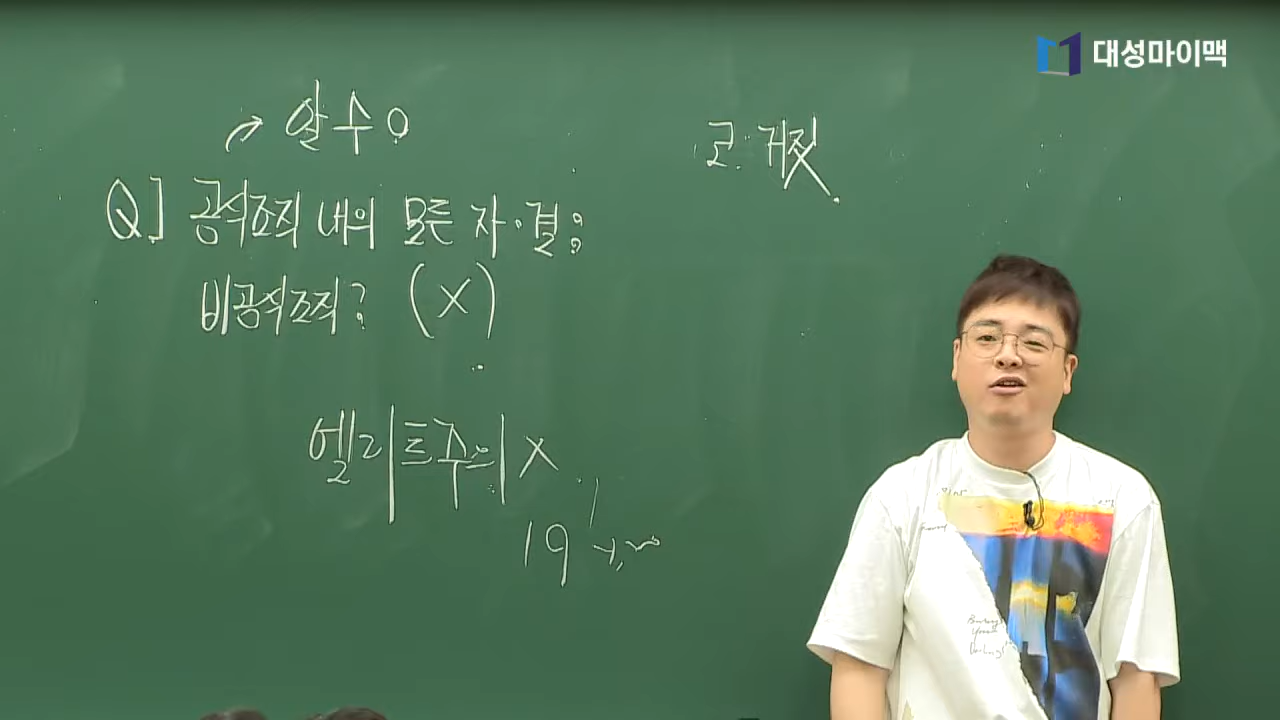 대성마이맥
→ 알 수 O
고: 거짓
Q] 공식조직 내의 모든 자·결:
비공식조직? (X)
엘리트주의 X
19